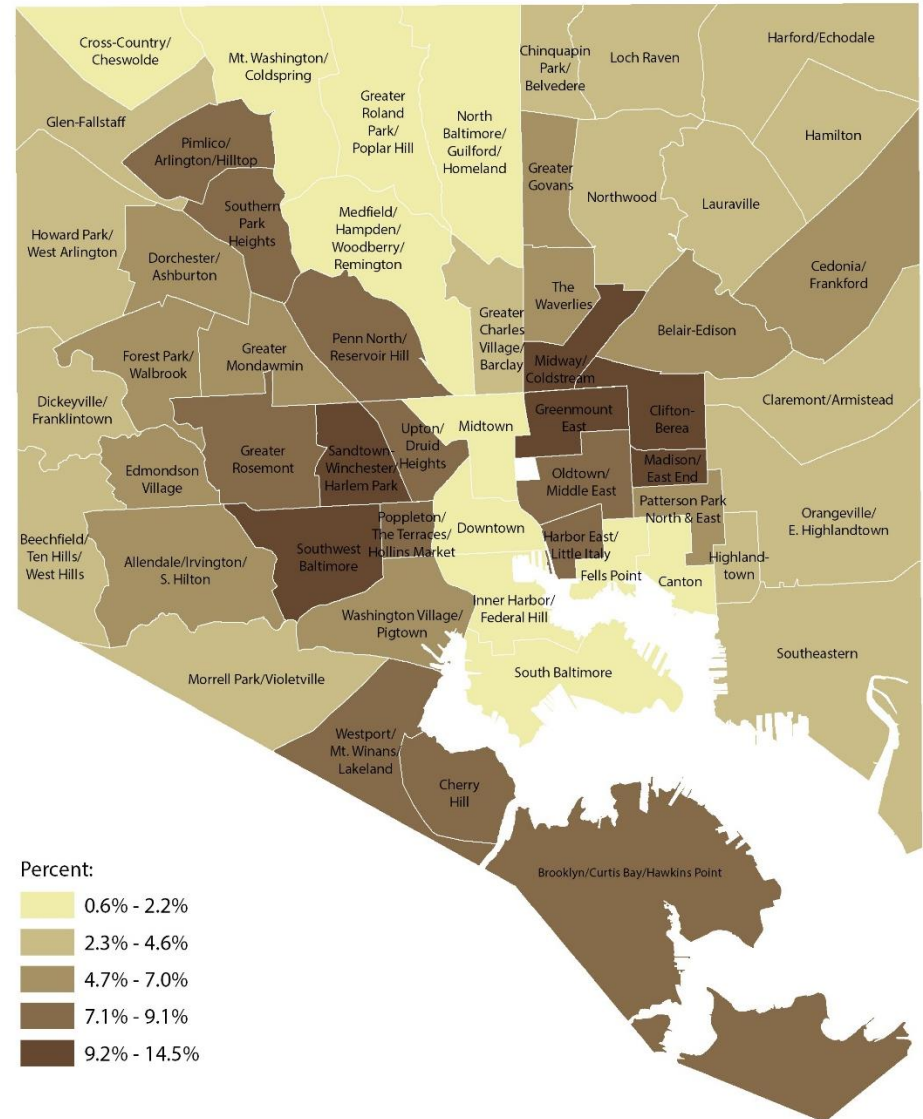 Cross-Country/
Cheswolde
Mt. Washington/
Coldspring
Greater
Roland
Park/
Poplar Hill
North
Baltimore/
Guilford/
Homeland
Chinquapin
Park/
Belvedere
Loch Raven
Harford/Echodale
Glen-Fallstaff
Pimlico/
Arlington/Hilltop
Hamilton
Greater
Govans
Northwood
Lauraville
Southern
Park
Heights
Medfield/
Hampden/
Woodberry/
Remington
Howard Park/
West Arlington
Dorchester/
Ashburton
Cedonia/
Frankford
The
Waverlies
Greater
Charles
Village/
Barclay
Belair-Edison
Penn North/
Reservoir Hill
Forest Park/
Walbrook
Greater
Mondawmin
Midway/
Coldstream
Dickeyville/
Franklintown
Claremont/Armistead
Greenmount
East
Clifton-
Berea
Midtown
Upton/
Druid
Heights
Greater
Rosemont
Sandtown-
Winchester/
Harlem Park
Edmondson
Village
Madison/
East End
Oldtown/
Middle East
Patterson Park
North & East
Orangeville/
E. Highlandtown
Beechfield/
Ten Hills/
West Hills
Poppleton/
The Terraces/
Hollins Market
Downtown
Harbor East/
Little Italy
Allendale/Irvington/
S. Hilton
Southwest
Baltimore
Highland-
town
Fells Point
Canton
Inner Harbor/
Federal Hill
Washington Village/
Pigtown
Southeastern
South Baltimore
Morrell Park/Violetville
Westport/
Mt. Winans/
Lakeland
Cherry
Hill
Brooklyn/Curtis Bay/Hawkins Point
Percent:
0.6% - 2.2%
2.3% - 4.6%
4.7% - 7.0%
7.1% - 9.1%
9.2% - 14.5%